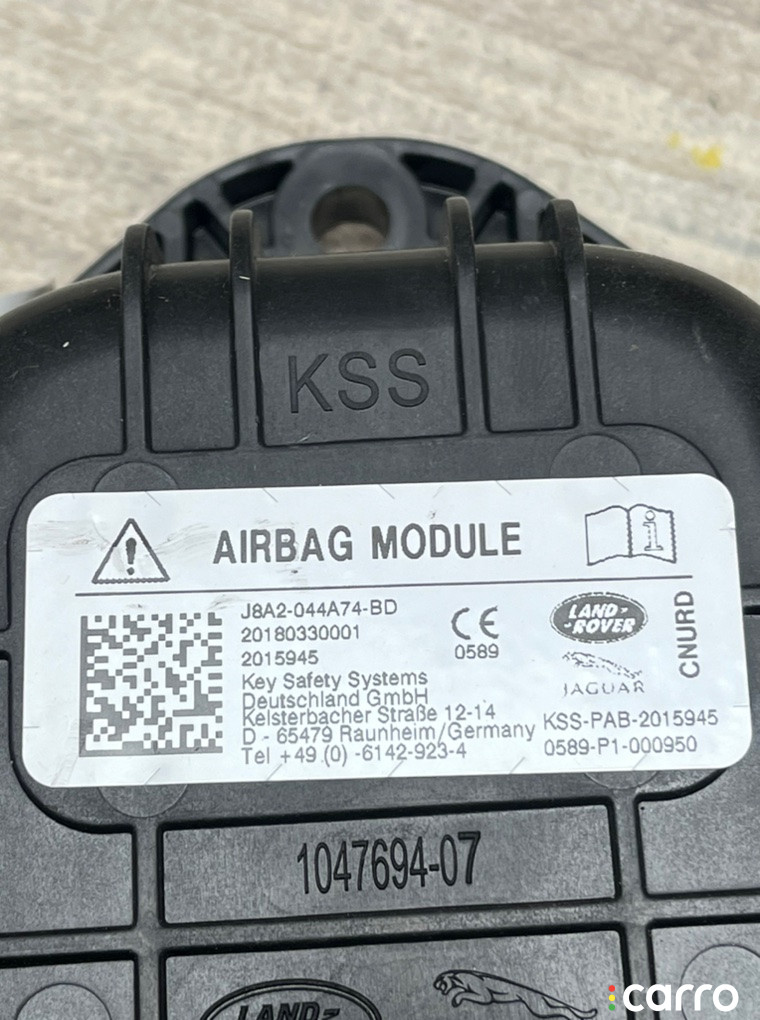 KSS
AIRBAG MODULE
J8A2-044A74-BD
20180330001
2015945
CE
0589
LAND-
ROVER
JAGUAR
CNURD
Key Safety Systems
Deutschland GmbH
Kelsterbacher Straße 12-14
D - 65479 Raunheim/Germany
Tel +49 (0) -6142-923-4
KSS-PAB-2015945
0589-P1-000950
1047694-07
LAND-
carro